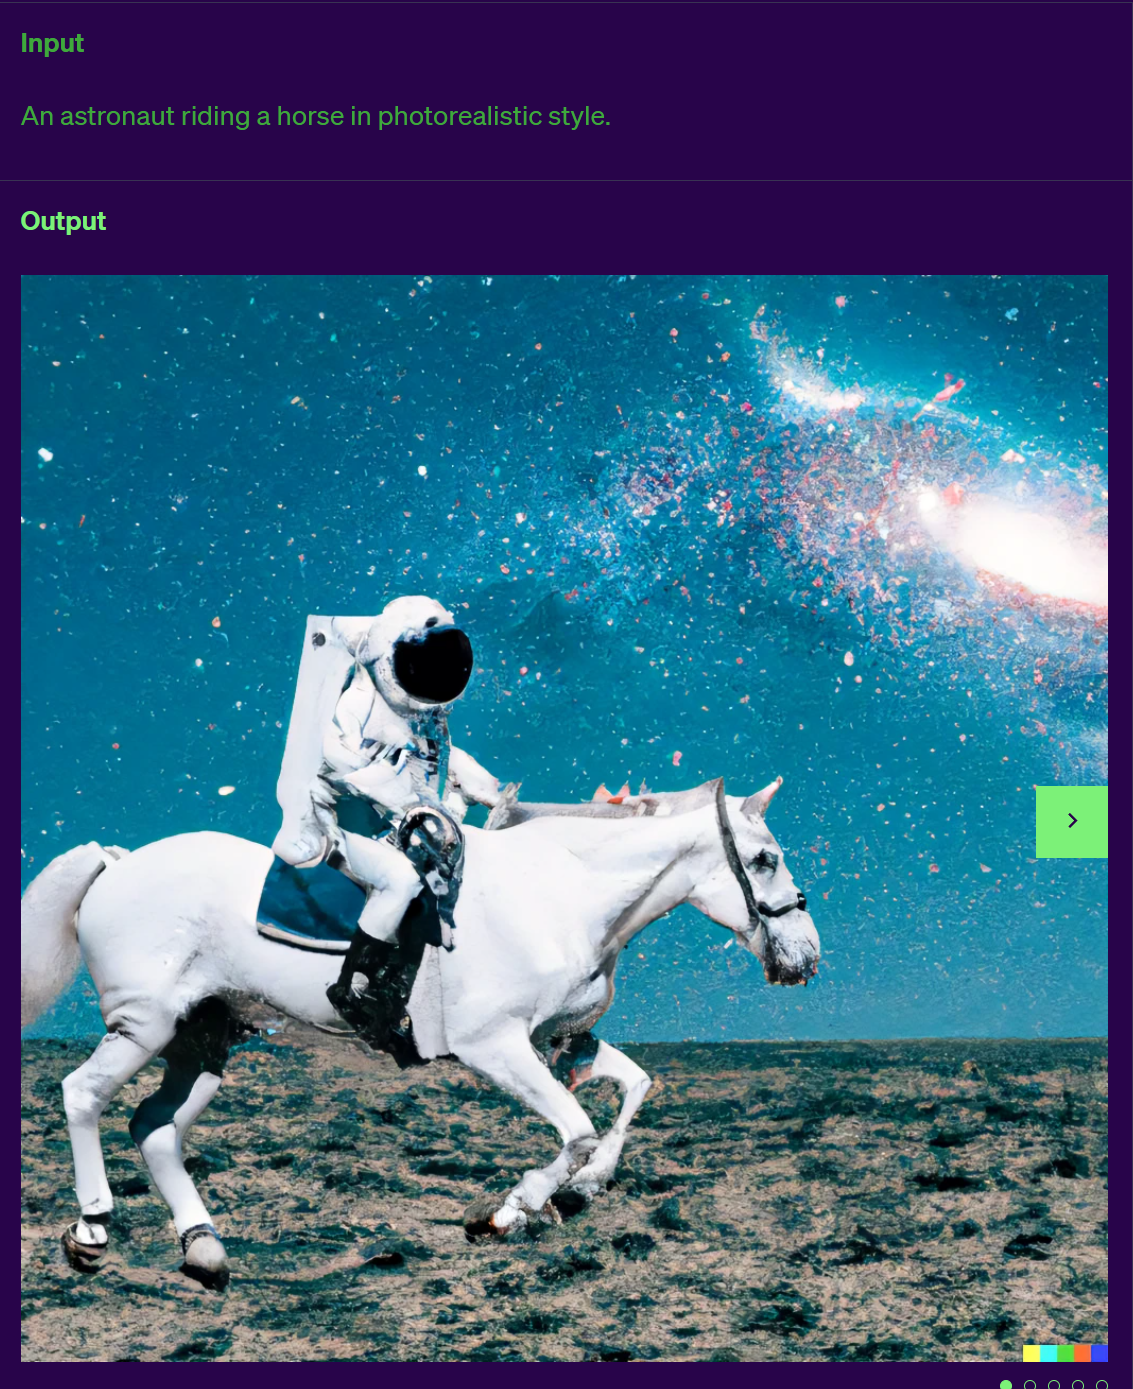 Input
An astronaut riding a horse in photorealistic style.
Output